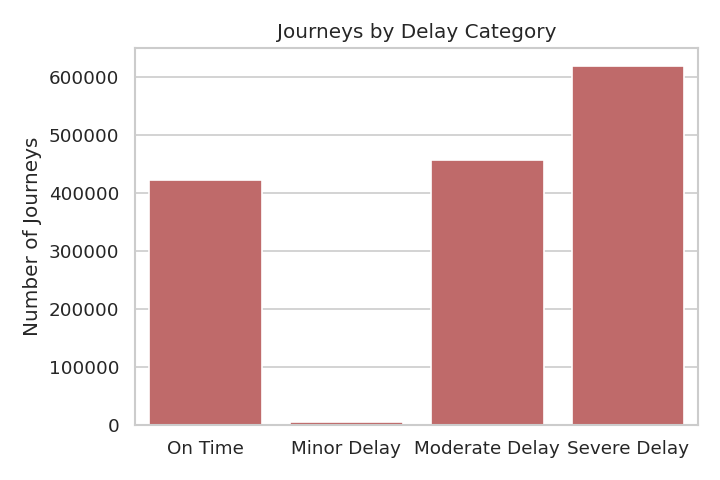 Journeys by Delay Category
Number of Journeys
600000
500000
400000
300000
200000
100000
0
On Time Minor Delay Moderate Delay Severe Delay